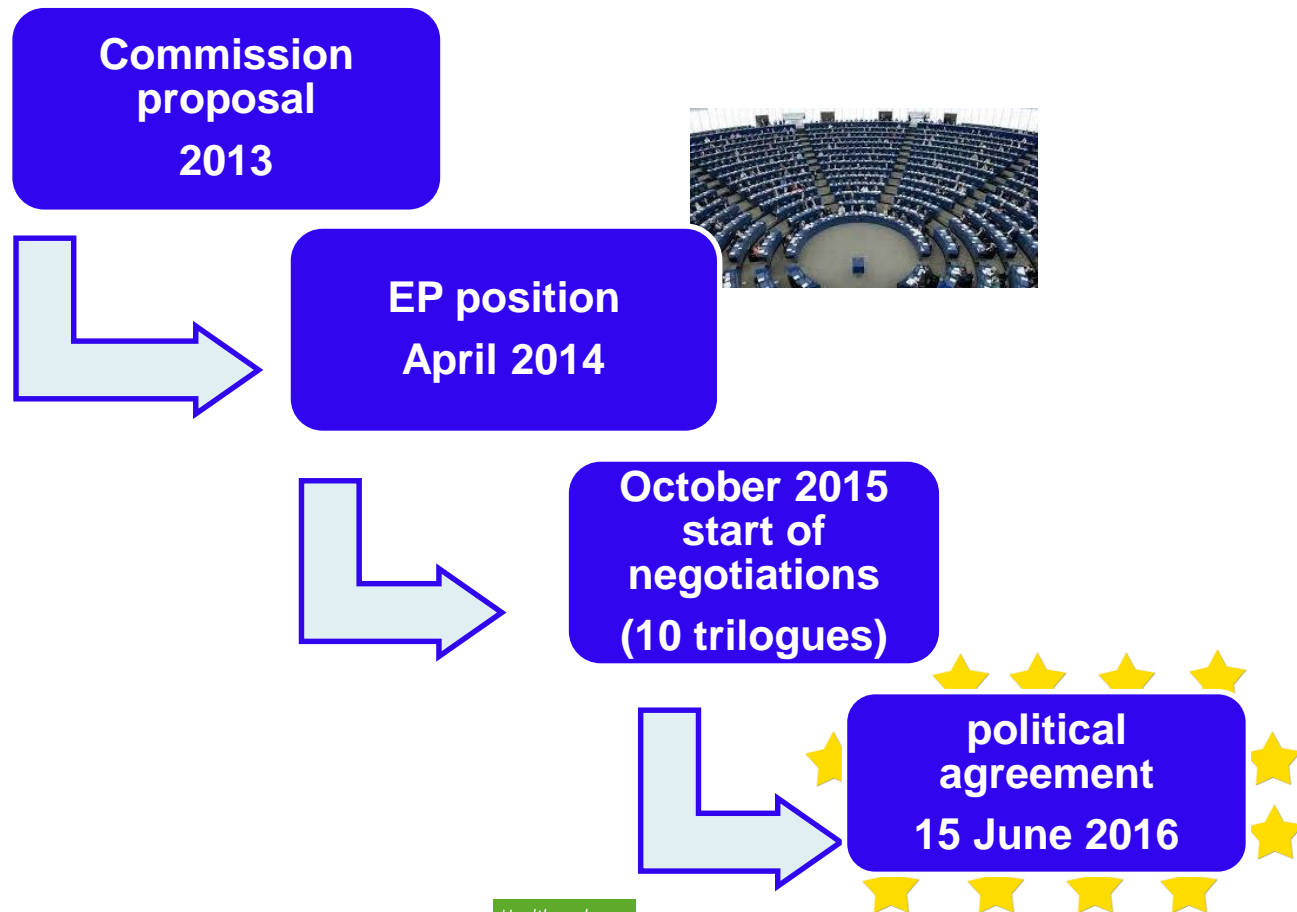 Commission
proposal
2013
EP position
April 2014
October 2015
start of
negotiations
(10 trilogues)
political
agreement
15 June 2016